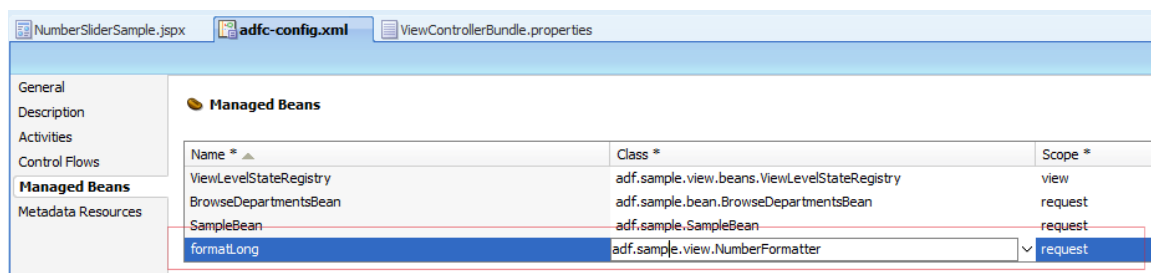 NumberSliderSample.jspx adfc-config.xml ViewControllerBundle.properties
General
Description
Activities
Control Flows
Managed Beans
Metadata Resources
Managed Beans
Name * Class * Scope *
ViewLevelStateRegistry adf.sample.view.beans.ViewLevelStateRegistry view
BrowseDepartmentsBean adf.sample.bean.BrowseDepartmentsBean request
SampleBean adf.sample.SampleBean request
formatLong adf.sample.view.NumberFormatter request